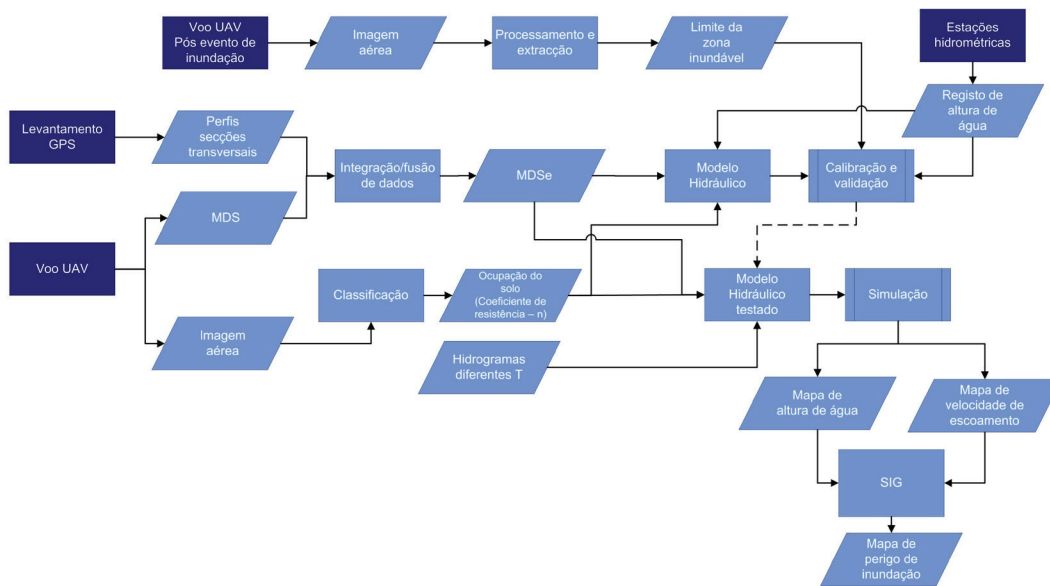 Voo UAV
Pós evento de
inundação
Imagem
aérea
Processamento e
extracção
Limite da
zona
inundável
Estações
hidrométricas
Registo de
altura de
água
Levantamento
GPS
Perfis
secções
transversais
Integração/fusão
de dados
MDSe
Modelo
Hidráulico
Calibração e
validação
MDS
Voo UAV
Classificação
Ocupação do
solo
(Coeficiente de
resistência – n)
Modelo
Hidráulico
testado
Simulação
Imagem
aérea
Hidrogramas
diferentes T
Mapa de
altura de água
Mapa de
velocidade de
escoamento
SIG
Mapa de
perigo de
inundação